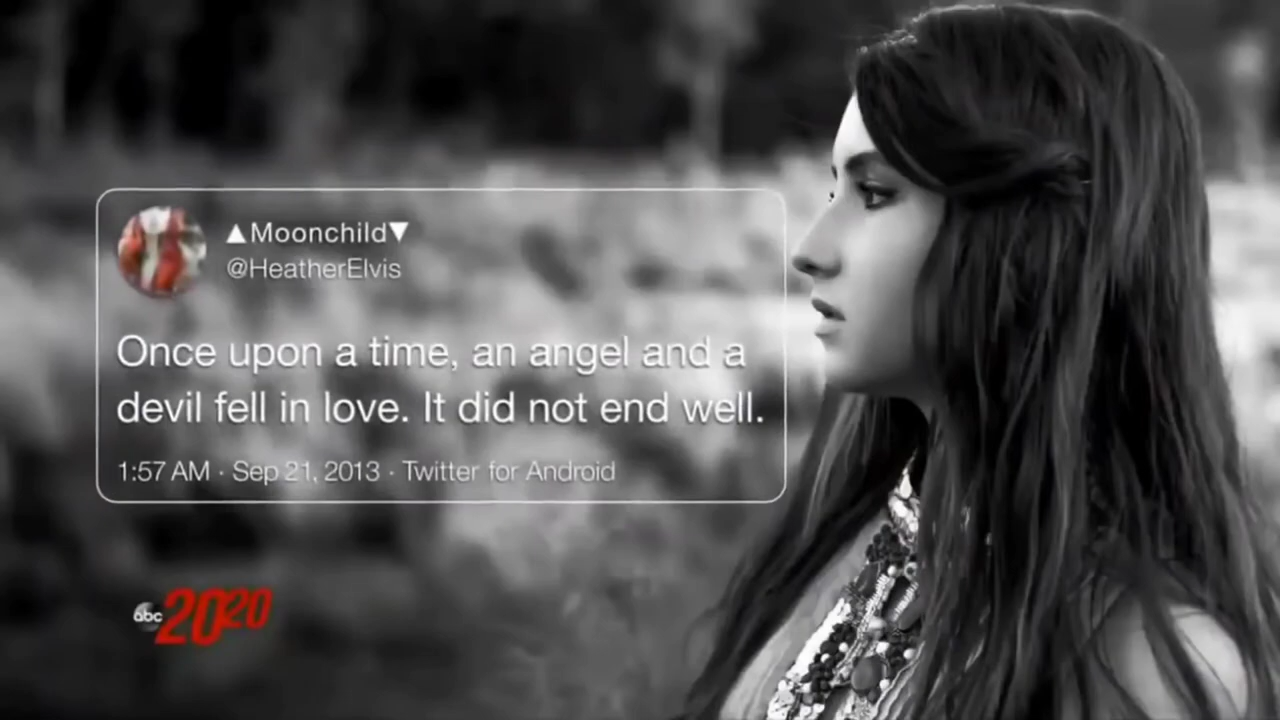 ▲Moonchild▼
@HeatherElvis
Once upon a time, an angel and a
devil fell in love. It did not end well.
1:57 AM · Sep 21, 2013 · Twitter for Android
abc 20/20